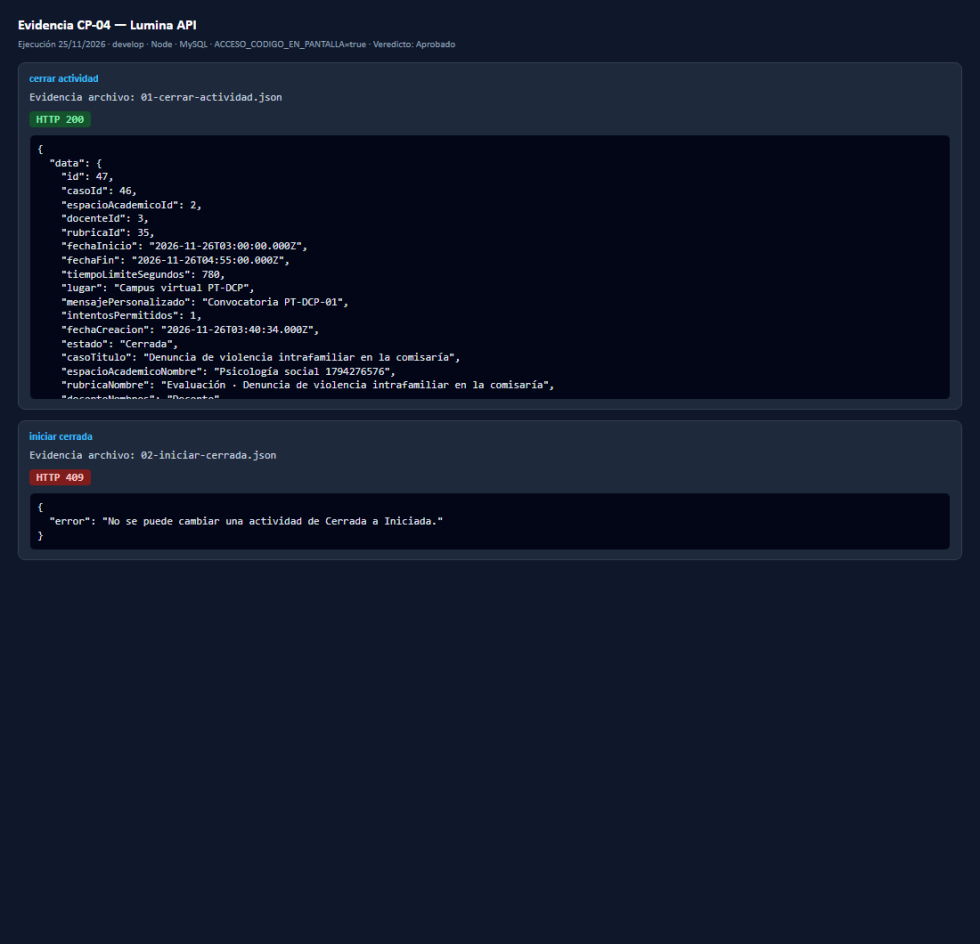 Evidencia CP-04 — Lumina API
Ejecución 25/11/2026 · develop · Node · MySQL · ACCESO_CODIGO_EN_PANTALLA=true · Veredicto: Aprobado
cerrar actividad
Evidencia archivo: 01-cerrar-actividad.json
HTTP 200
{
"data": {
"id": 47,
"casoId": 46,
"espacioAcademicoId": 2,
"docenteId": 3,
"rubricaId": 35,
"fechaInicio": "2026-11-26T03:00:00.000Z",
"fechaFin": "2026-11-26T04:55:00.000Z",
"tiempoLimiteSegundos": 780,
"lugar": "Campus virtual PT-DCP",
"mensajePersonalizado": "Convocatoria PT-DCP-01",
"intentosPermitidos": 1,
"fechaCreacion": "2026-11-26T03:40:34.000Z",
"estado": "Cerrada",
"casoTitulo": "Denuncia de violencia intrafamiliar en la comisaría",
"espacioAcademicoNombre": "Psicología social 1794276576",
"rubricaNombre": "Evaluación · Denuncia de violencia intrafamiliar en la comisaría",
"docenteNombres": "Docente"
iniciar cerrada
Evidencia archivo: 02-iniciar-cerrada.json
HTTP 409
{
"error": "No se puede cambiar una actividad de Cerrada a Iniciada."
}